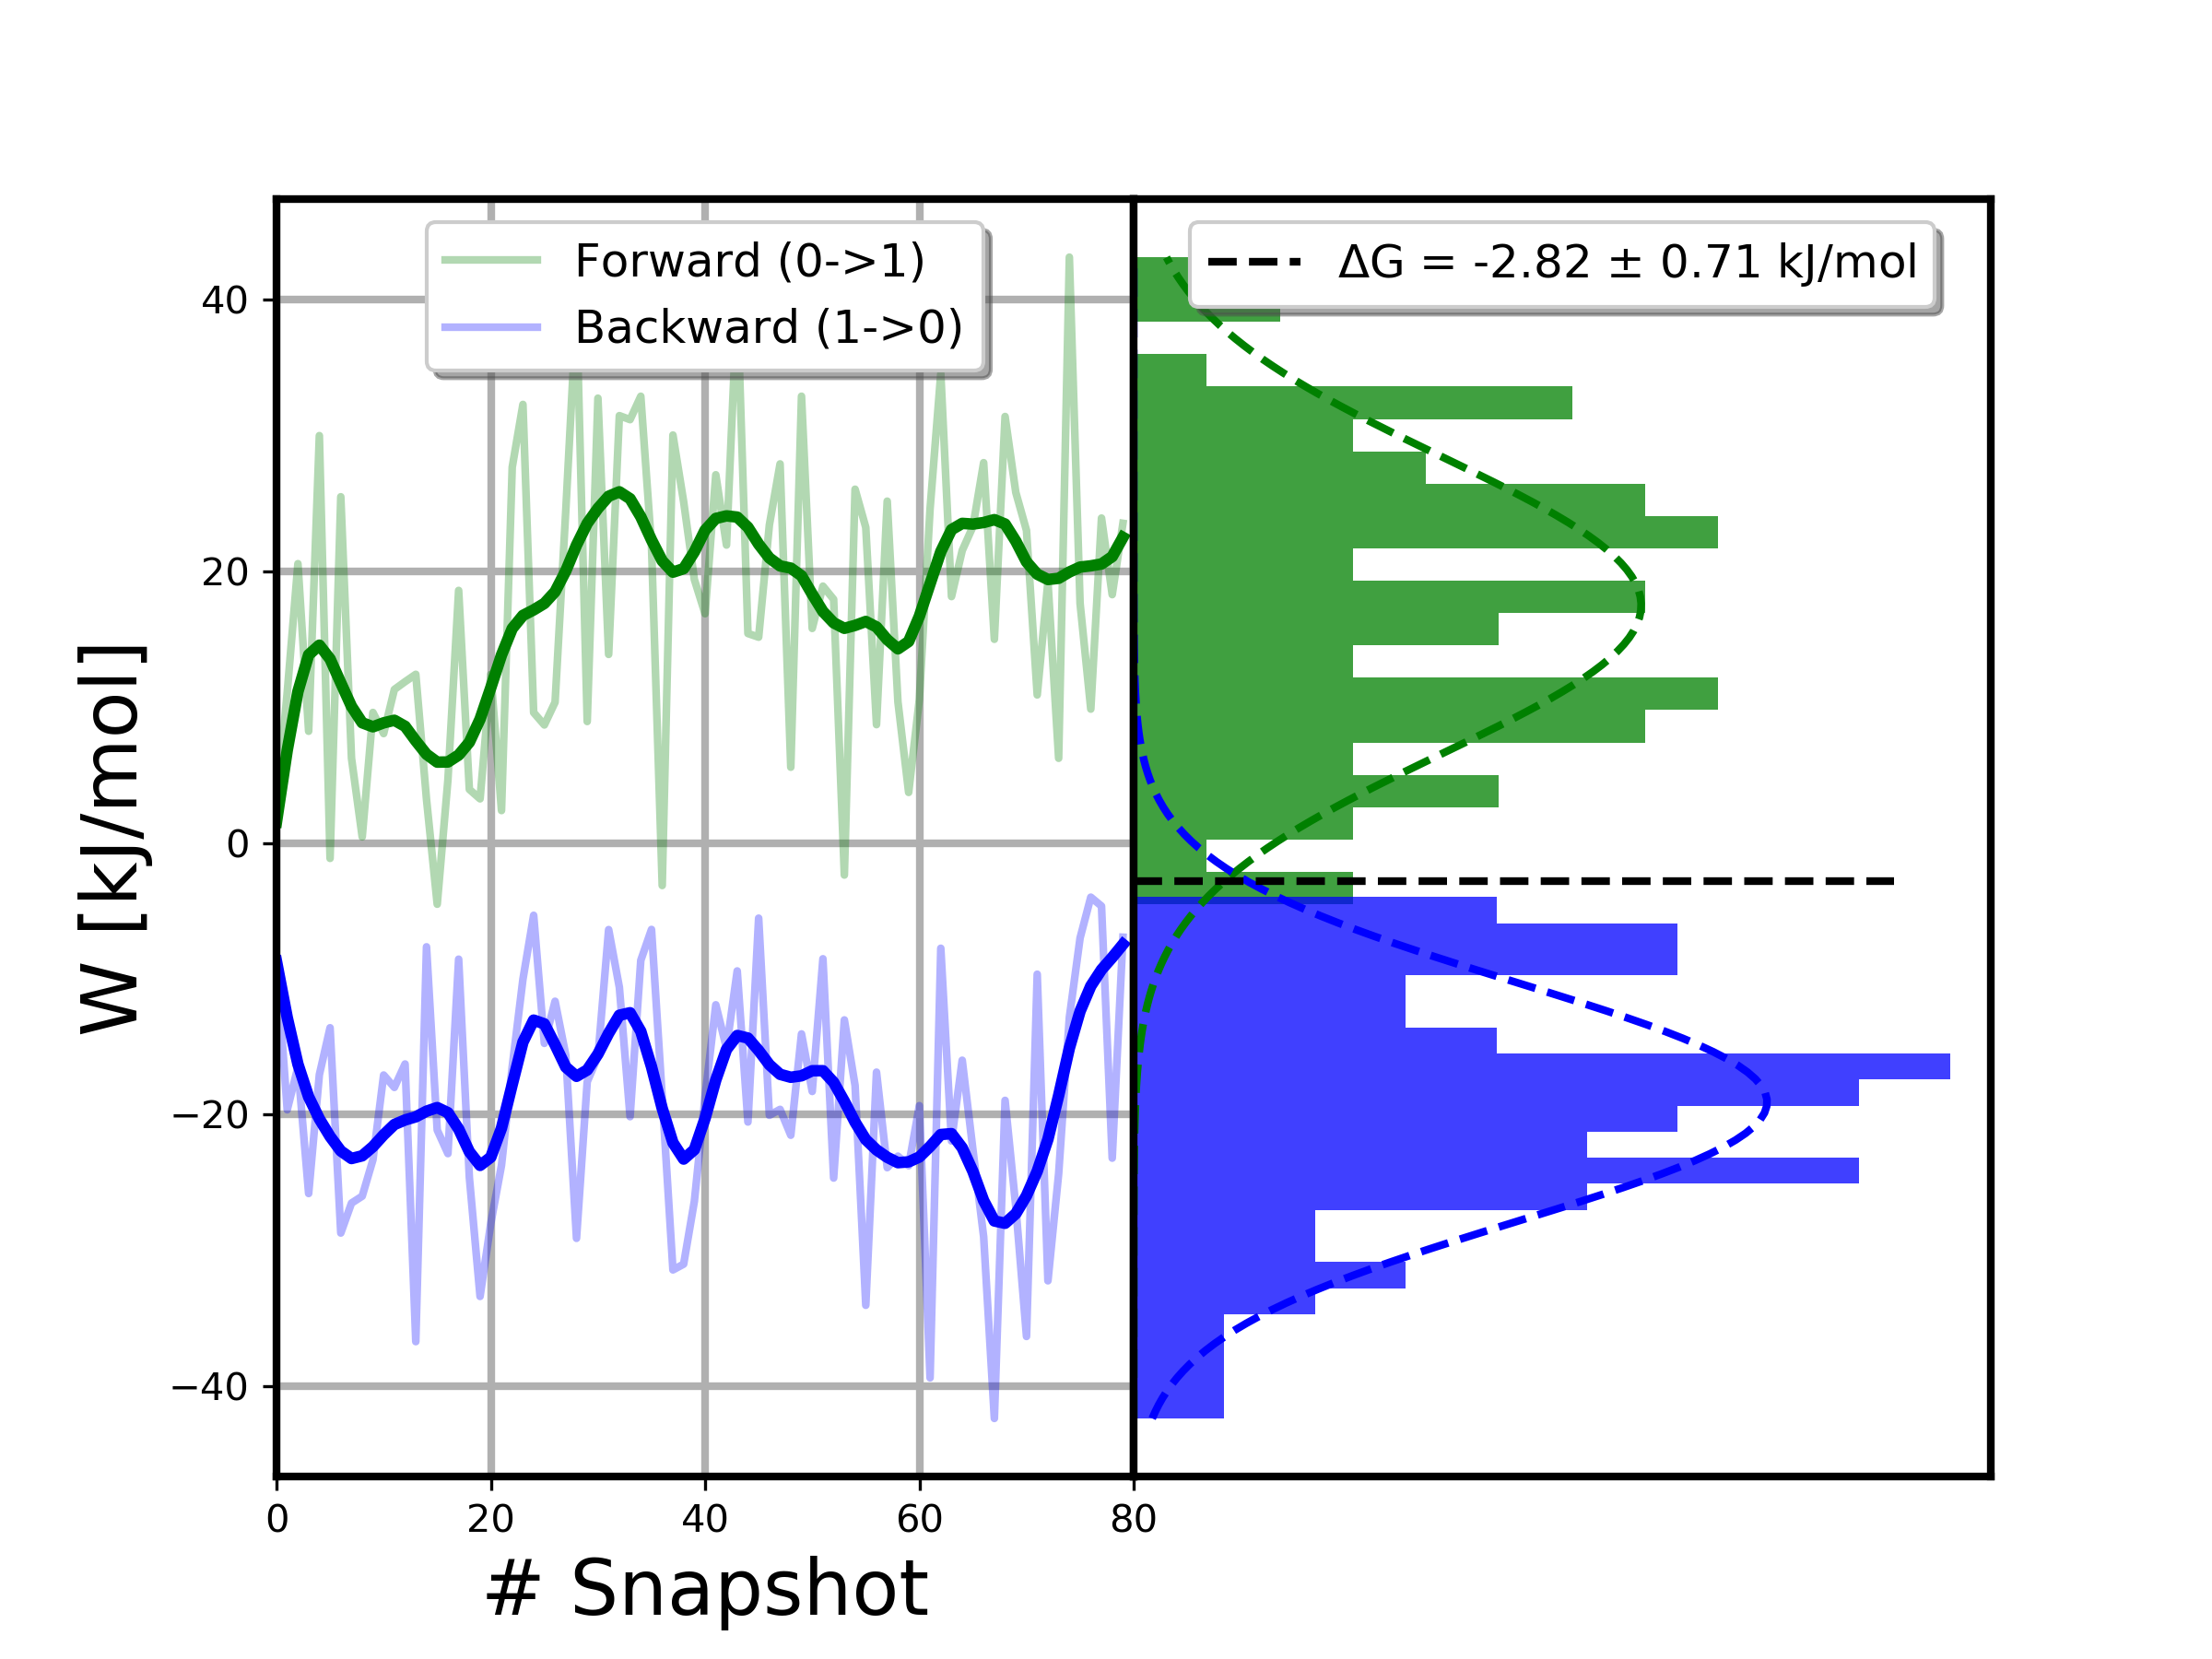 Forward (0->1)
Backward (1->0)
ΔG = -2.82 ± 0.71 kJ/mol
W [kJ/mol]
40
20
0
−20
−40
0 20 40 60 80
# Snapshot